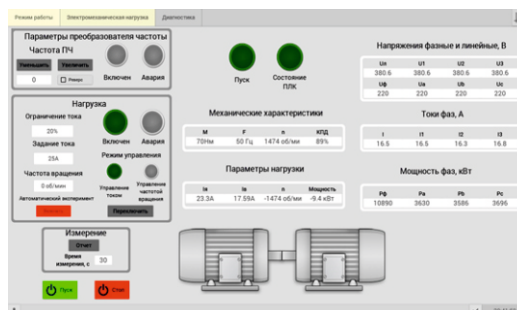 Режим работы Электромеханическая нагрузка Диагностика
Параметры преобразователя частоты
Частота ПЧ
Уменьшить Увеличить
0 Реверс Включен Авария
Нагрузка
Ограничение тока
20%
Задание тока Включен Авария
25А Режим управления
Частота вращения
0 об/мин Управление током Управление частотой вращения
Автоматический эксперимент
Переключить
Измерение
Отчет
Время измерения, с 30
Пуск Стоп
Пуск Состояние ПЛК
Механические характеристики
M F n КПД
70Нм 50 Гц 1474 об/ми 89%
Параметры нагрузки
Iв Iя n Мощность
23.3А 17.59А -1474 об/ми -9.4 кВт
Напряжения фазные и линейные, В
Uл U1 U2 U3
380.6 380.6 380.6 380.6
Uф Ua Ub Uc
220 220 220 220
Токи фаз, А
I I1 I2 I3
16.5 16.5 16.3 16.8
Мощность фаз, кВт
Pф Pa Pb Pc
10890 3630 3586 3696